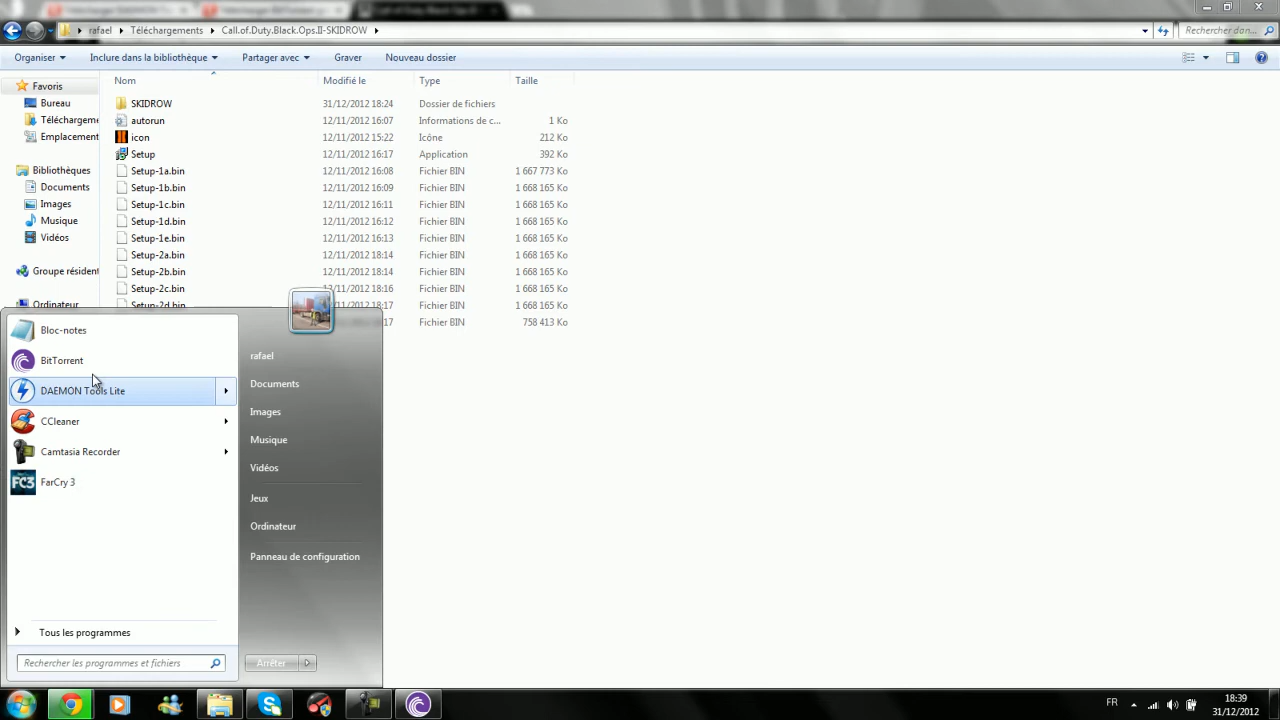 rafael ▸ Téléchargements ▸ Call.of.Duty.Black.Ops.II-SKIDROW ▸
Rechercher dan...
Organiser
Inclure dans la bibliothèque
Partager avec
Graver
Nouveau dossier
Favoris
Bureau
Téléchargeme
Emplacement
Bibliothèques
Documents
Images
Musique
Vidéos
Groupe résident
Ordinateur
Nom Modifié le Type Taille
SKIDROW 31/12/2012 18:24 Dossier de fichiers
autorun 12/11/2012 16:07 Informations de c... 1 Ko
icon 12/11/2012 15:22 Icône 212 Ko
Setup 12/11/2012 16:17 Application 392 Ko
Setup-1a.bin 12/11/2012 16:08 Fichier BIN 1 667 773 Ko
Setup-1b.bin 12/11/2012 16:09 Fichier BIN 1 668 165 Ko
Setup-1c.bin 12/11/2012 16:11 Fichier BIN 1 668 165 Ko
Setup-1d.bin 12/11/2012 16:12 Fichier BIN 1 668 165 Ko
Setup-1e.bin 12/11/2012 16:13 Fichier BIN 1 668 165 Ko
Setup-2a.bin 12/11/2012 18:14 Fichier BIN 1 668 165 Ko
Setup-2b.bin 12/11/2012 18:14 Fichier BIN 1 668 165 Ko
Setup-2c.bin 12/11/2012 18:16 Fichier BIN 1 668 165 Ko
Setup-2d.bin 18:17 Fichier BIN 1 668 165 Ko
:17 Fichier BIN 758 413 Ko
Bloc-notes
BitTorrent
DAEMON Tools Lite
CCleaner
Camtasia Recorder
FC3 FarCry 3
Tous les programmes
Rechercher les programmes et fichiers
rafael
Documents
Images
Musique
Vidéos
Jeux
Ordinateur
Panneau de configuration
Arrêter
FR
18:39
31/12/2012